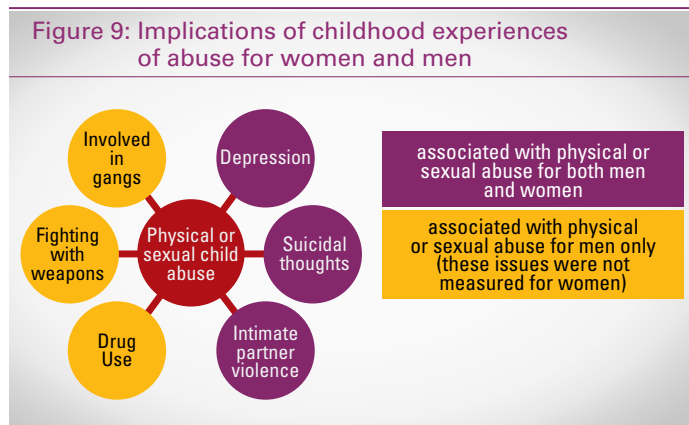 Figure 9: Implications of childhood experiences
of abuse for women and men
Involved
in
gangs
Depression
Fighting
with
weapons
Physical or
sexual child
abuse
Suicidal
thoughts
Drug
Use
Intimate
partner
violence
associated with physical or
sexual abuse for both men
and women
associated with physical
or sexual abuse for men only
(these issues were not
measured for women)